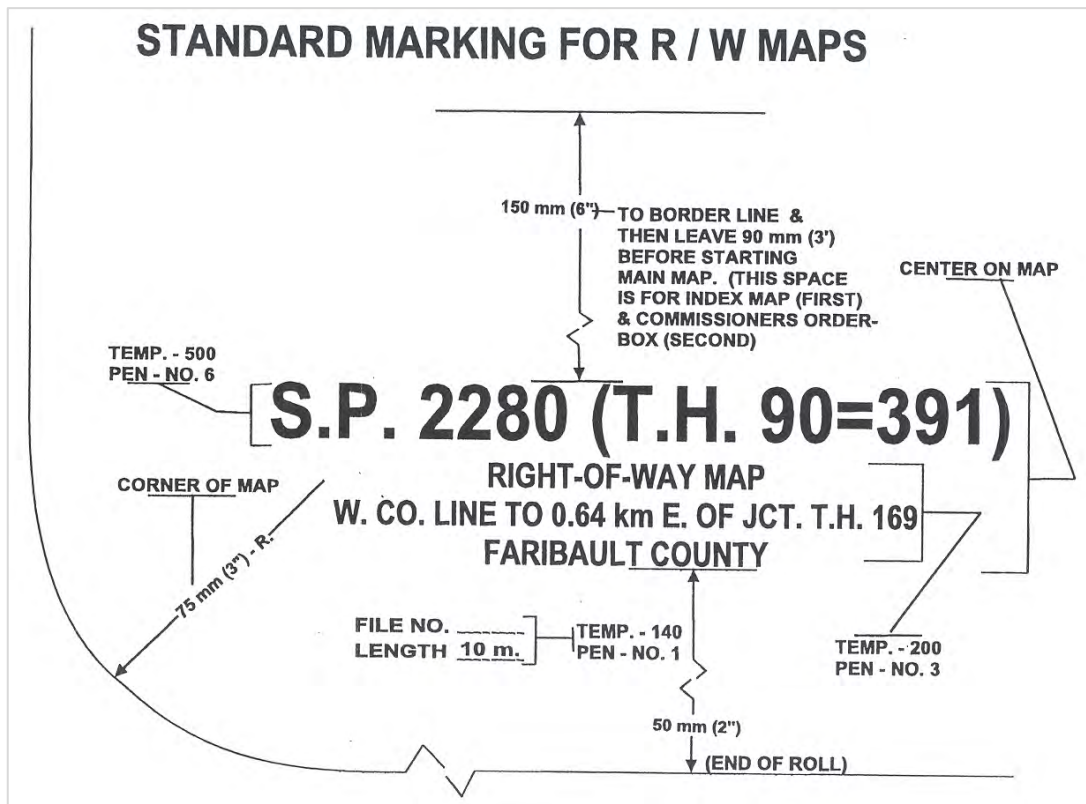 STANDARD MARKING FOR R / W MAPS
150 mm (6")
TO BORDER LINE &
THEN LEAVE 90 mm (3')
BEFORE STARTING
MAIN MAP. (THIS SPACE
IS FOR INDEX MAP (FIRST)
& COMMISSIONERS ORDER-
BOX (SECOND)
CENTER ON MAP
TEMP. - 500
PEN - NO. 6
S.P. 2280 (T.H. 90=391)
RIGHT-OF-WAY MAP
W. CO. LINE TO 0.64 km E. OF JCT. T.H. 169
FARIBAULT COUNTY
CORNER OF MAP
75 mm (3") - R.
FILE NO. ______
LENGTH 10 m.
TEMP. - 140
PEN - NO. 1
TEMP. - 200
PEN - NO. 3
50 mm (2")
(END OF ROLL)